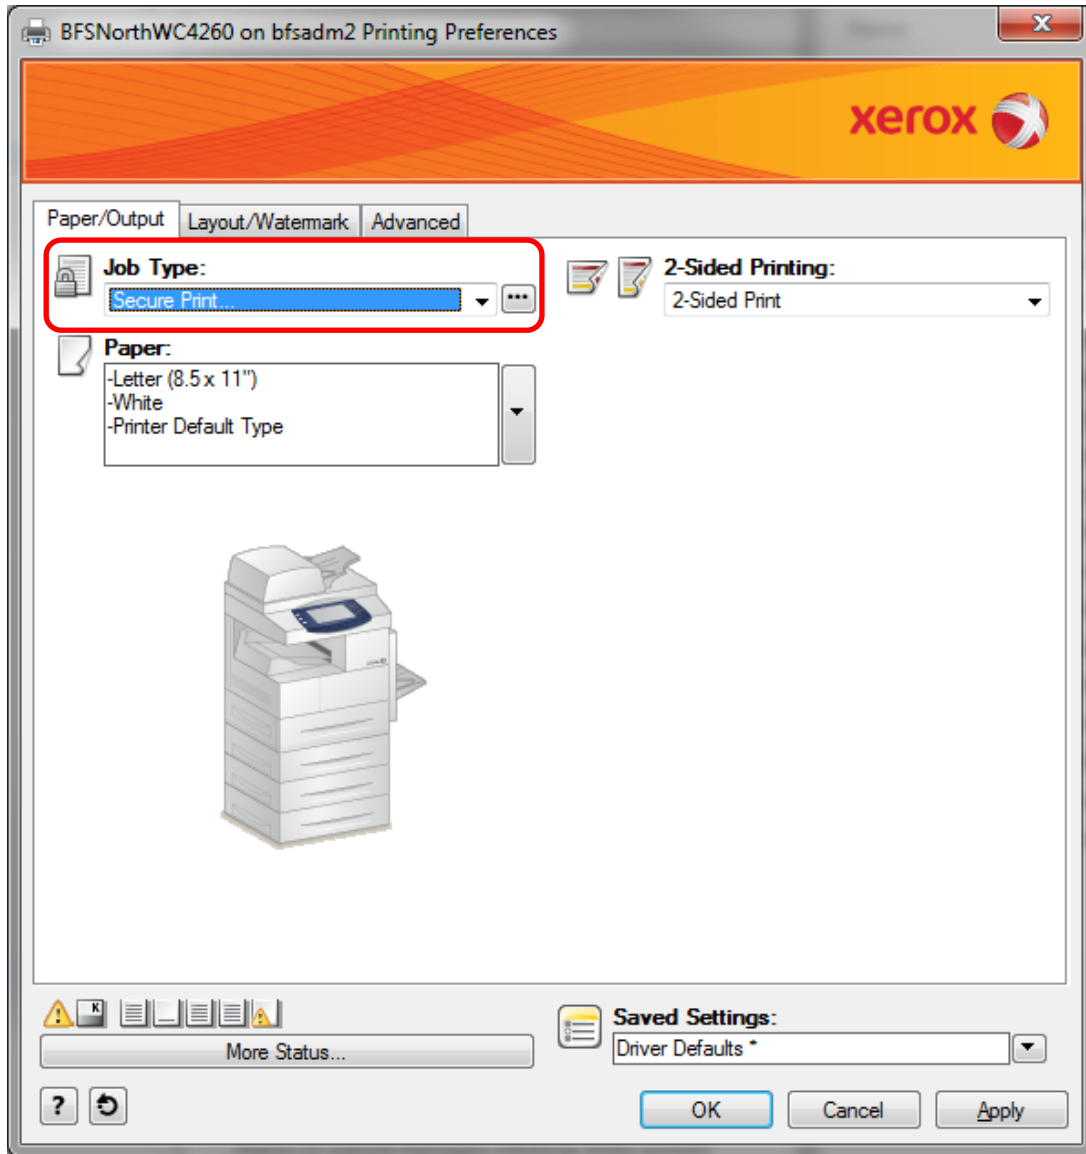 BFSNorthWC4260 on bfsadm2 Printing Preferences
xerox
Paper/Output Layout/Watermark Advanced
Job Type:
Secure Print...
2-Sided Printing:
2-Sided Print
Paper:
-Letter (8.5 x 11")
-White
-Printer Default Type
K
More Status...
Saved Settings:
Driver Defaults *
? OK Cancel Apply